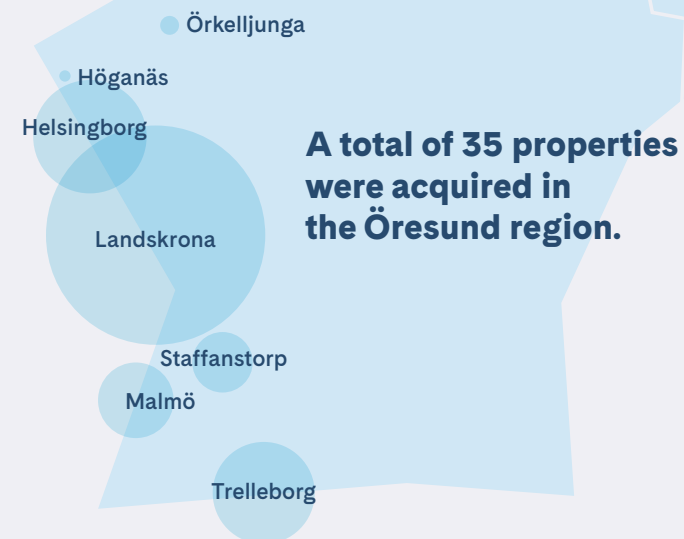 Örkelljunga
Höganäs
Helsingborg
A total of 35 properties
were acquired in
the Öresund region.
Landskrona
Staffanstorp
Malmö
Trelleborg